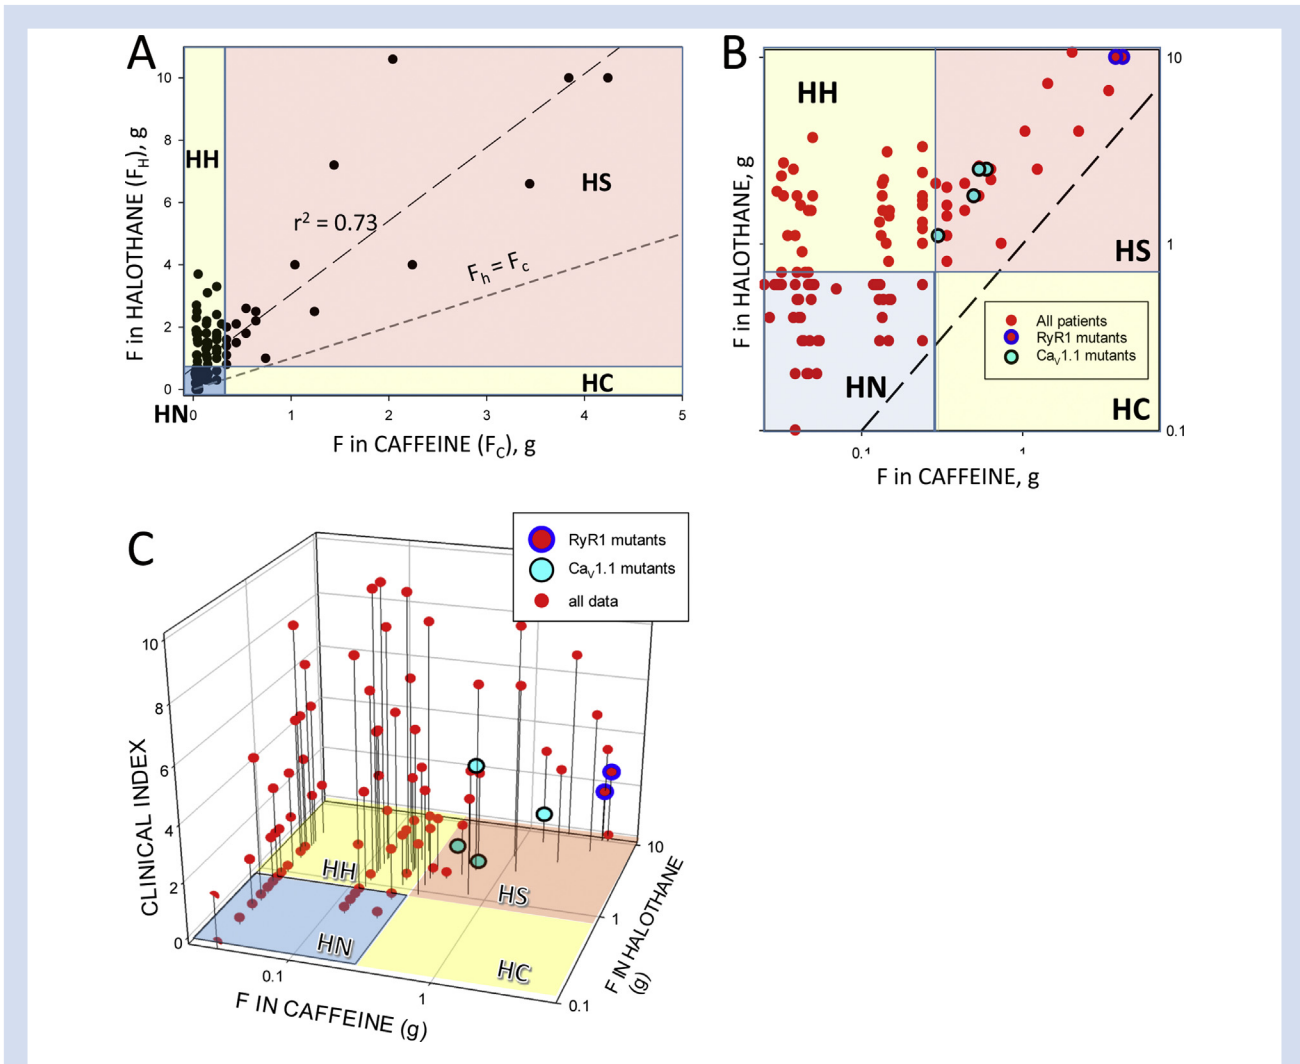 A
F in HALOTHANE (F_H), g
10
8
6
4
2
0
HH
HS
r² = 0.73
F_h = F_c
HC
HN
0 1 2 3 4 5
F in CAFFEINE (F_C), g
B
F in HALOTHANE, g
HH
10
1
HS
All patients
RyR1 mutants
Ca_V1.1 mutants
HN
HC
0.1
0.1 1
F in CAFFEINE, g
C
RyR1 mutants
Ca_V1.1 mutants
all data
CLINICAL INDEX
10
8
6
4
2
0
HH
HS
HN
HC
10
1
0.1
F IN HALOTHANE
(g)
0.1
1
F IN CAFFEINE (g)